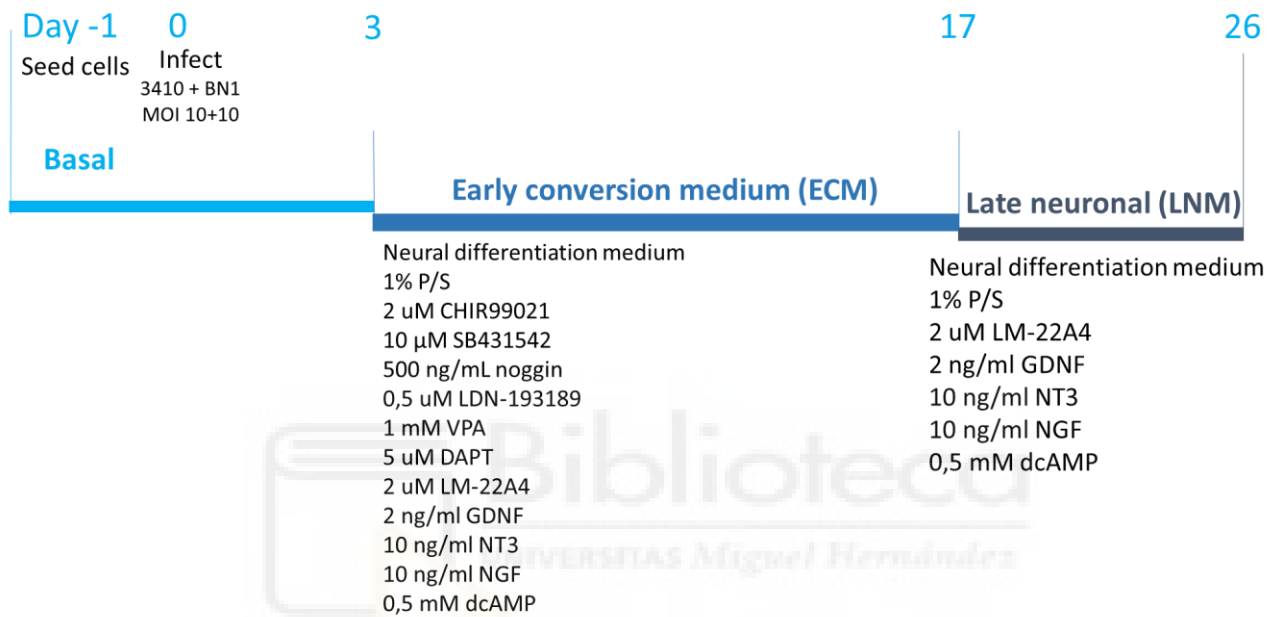 Day -1
0
3
17
26
Seed cells
Infect
3410 + BN1
MOI 10+10
Basal
Early conversion medium (ECM)
Late neuronal (LNM)
Neural differentiation medium
1% P/S
2 uM CHIR99021
10 µM SB431542
500 ng/mL noggin
0,5 uM LDN-193189
1 mM VPA
5 uM DAPT
2 uM LM-22A4
2 ng/ml GDNF
10 ng/ml NT3
10 ng/ml NGF
0,5 mM dcAMP
Neural differentiation medium
1% P/S
2 uM LM-22A4
2 ng/ml GDNF
10 ng/ml NT3
10 ng/ml NGF
0,5 mM dcAMP
Biblioteca
UNIVERSITAS Miguel Hernández